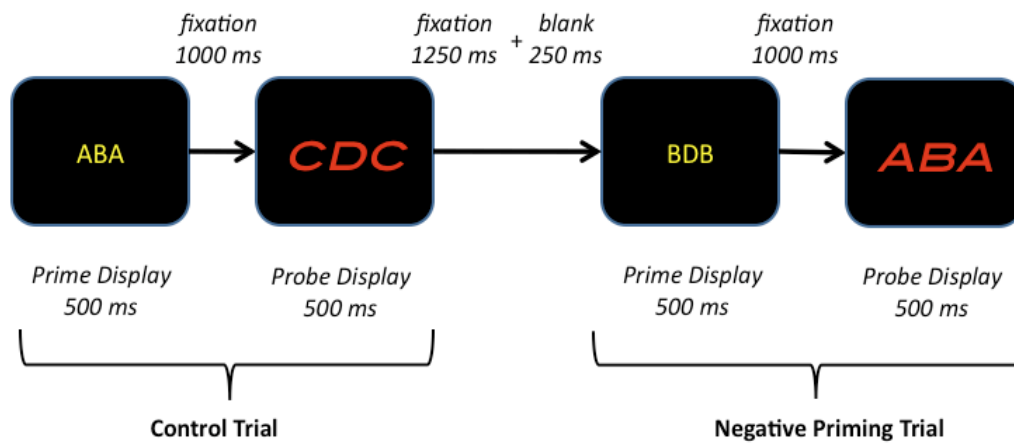 fixation
1000 ms
fixation
1250 ms
+
blank
250 ms
fixation
1000 ms
ABA
CDC
BDB
ABA
Prime Display
500 ms
Probe Display
500 ms
Prime Display
500 ms
Probe Display
500 ms
Control Trial
Negative Priming Trial